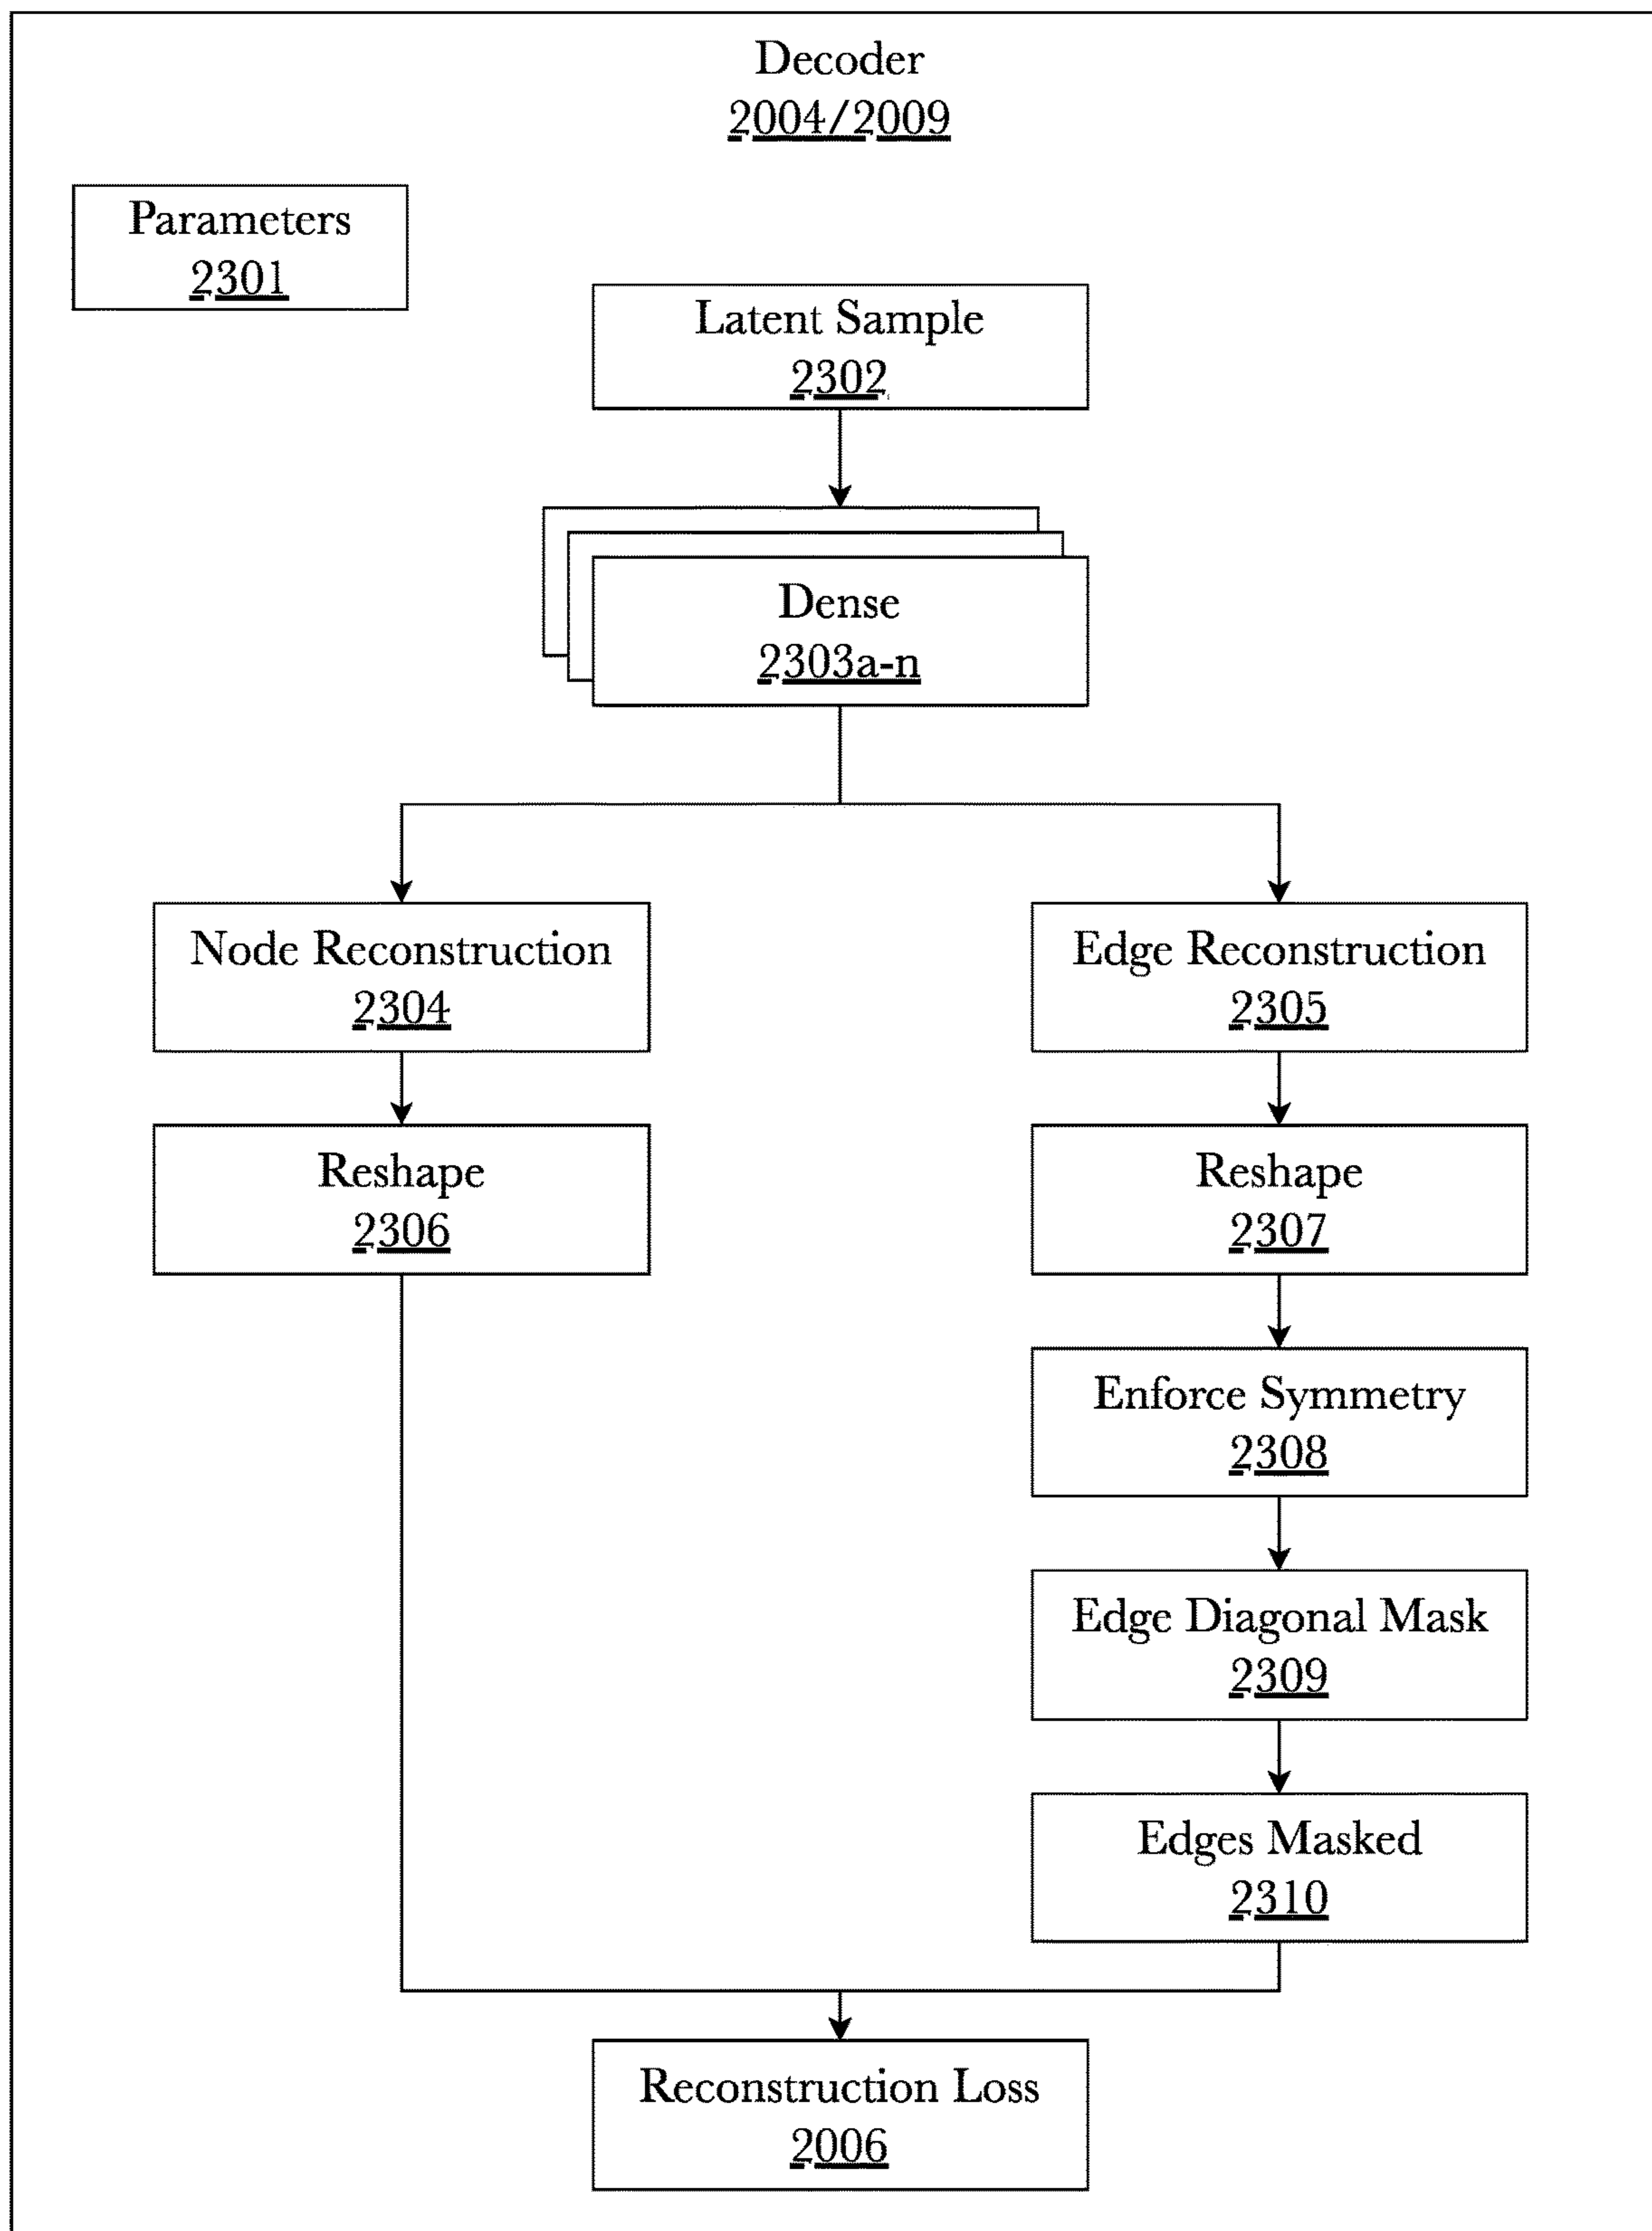 Decoder
2004/2009
Parameters
2301
Latent Sample
2302
Dense
2303a-n
Node Reconstruction
2304
Edge Reconstruction
2305
Reshape
2306
Reshape
2307
Enforce Symmetry
2308
Edge Diagonal Mask
2309
Edges Masked
2310
Reconstruction Loss
2006